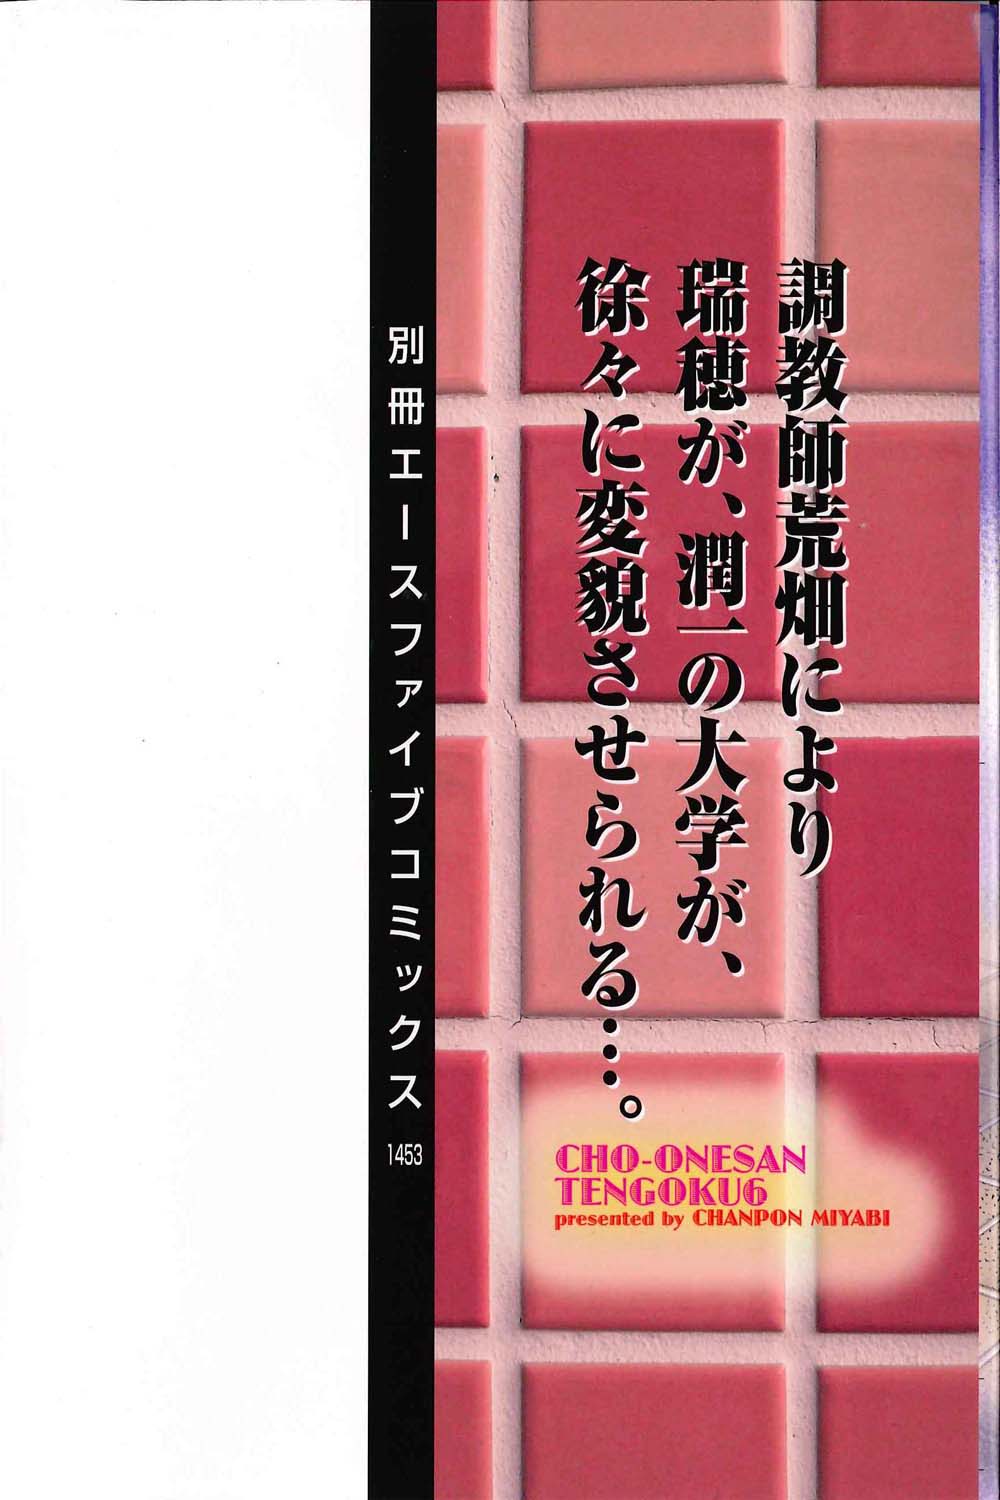 調教師荒畑により
瑞穂が、潤一の大学が、
徐々に変貌させられる…。
CHO-ONESAN
TENGOKU6
presented by CHANPON MIYABI
別冊エースファイブコミックス 1453